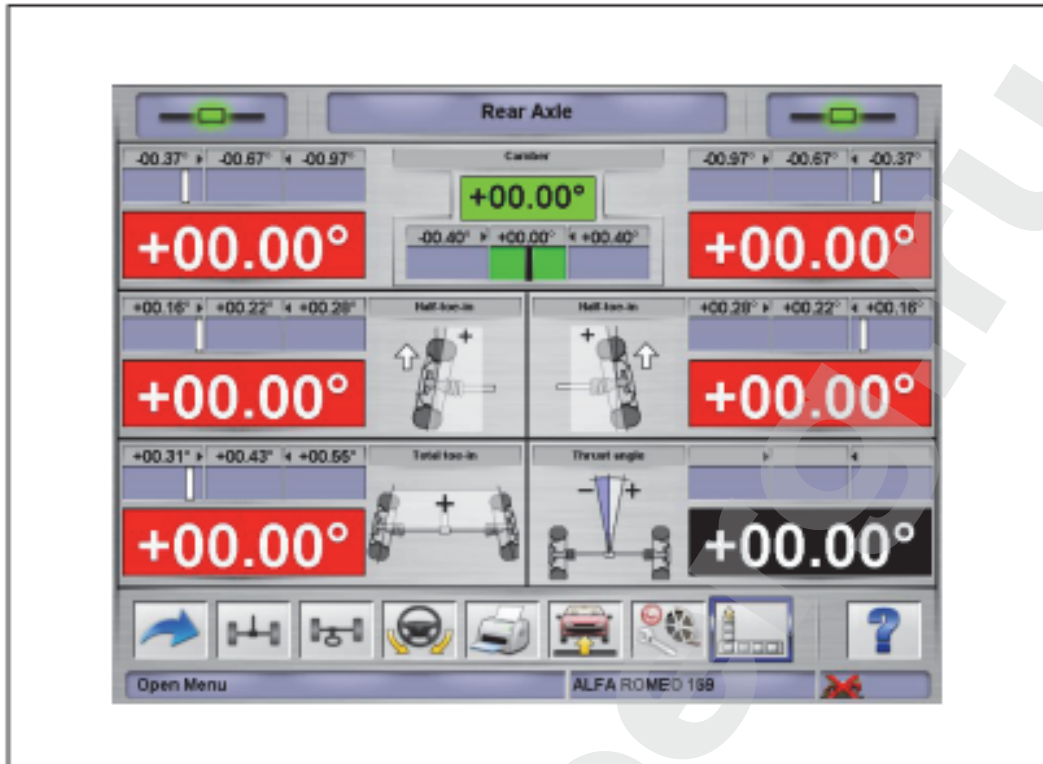 Rear Axle
-00.37° -00.67° -00.97°
Camber
-00.97° -00.67° -00.37°
+00.00°
-00.40° +00.00° +00.40°
+00.00°
+00.00°
+00.16° +00.22° +00.28°
Half-toe-in
Half-toe-in
+00.28° +00.22° +00.16°
+
+
+00.00°
+00.00°
+00.31° +00.43° +00.55°
Total toe-in
Thrust angle
+
- +
+00.00°
+00.00°
?
Open Menu
ALFA ROMEO 159